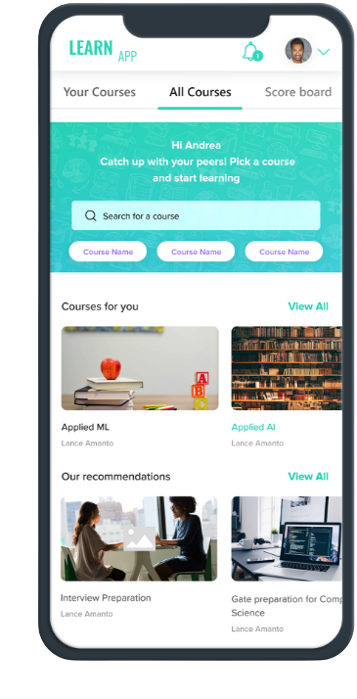 LEARN APP
1
Your Courses All Courses Score board
Hi Andrea
Catch up with your peers! Pick a course
and start learning
Search for a course
Course Name Course Name Course Name
Courses for you View All
A
B
Applied ML Applied AI
Lance Amanto Lance Amanto
Our recommendations View All
Interview Preparation Gate preparation for Comp
Science
Lance Amanto
Lance Amanto